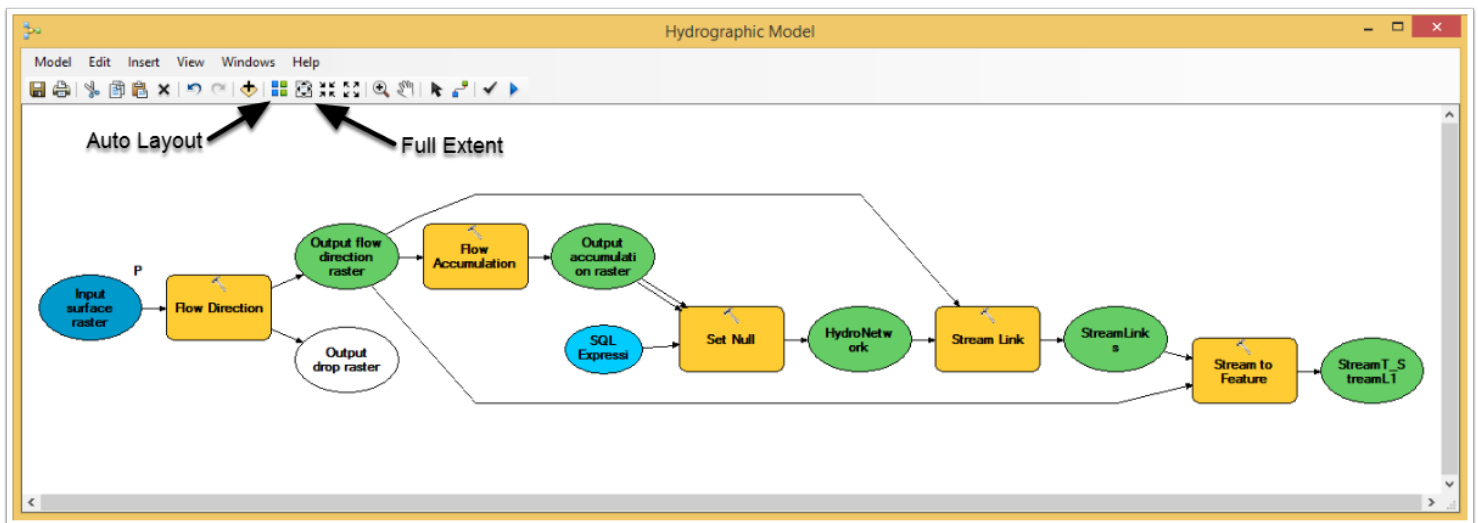 Hydrographic Model
Model Edit Insert View Windows Help
Auto Layout
Full Extent
P
Input
surface
raster
Flow Direction
Output flow
direction
raster
Output
drop raster
Flow
Accumulation
Output
accumulati
on raster
SQL
Expressi
Set Null
HydroNetw
ork
Stream Link
StreamLink
s
Stream to
Feature
StreamT_S
treamL1